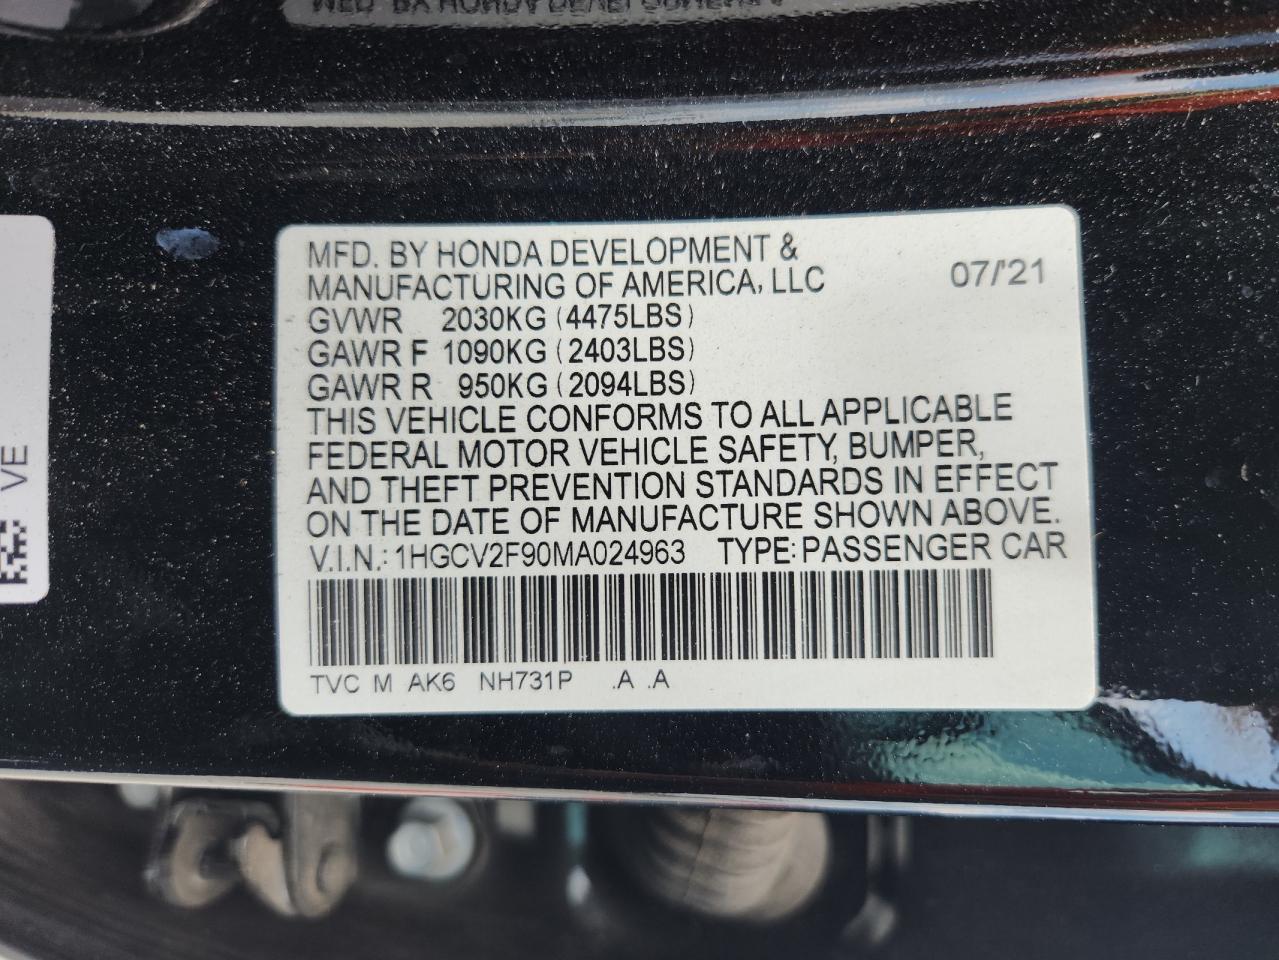 MFD. BY HONDA DEVELOPMENT &
MANUFACTURING OF AMERICA, LLC 07/'21
GVWR 2030KG (4475LBS)
GAWR F 1090KG (2403LBS)
GAWR R 950KG (2094LBS)
THIS VEHICLE CONFORMS TO ALL APPLICABLE
FEDERAL MOTOR VEHICLE SAFETY, BUMPER,
AND THEFT PREVENTION STANDARDS IN EFFECT
ON THE DATE OF MANUFACTURE SHOWN ABOVE.
V.I.N.: 1HGCV2F90MA024963 TYPE: PASSENGER CAR
TVC M AK6 NH731P .A .A
VE